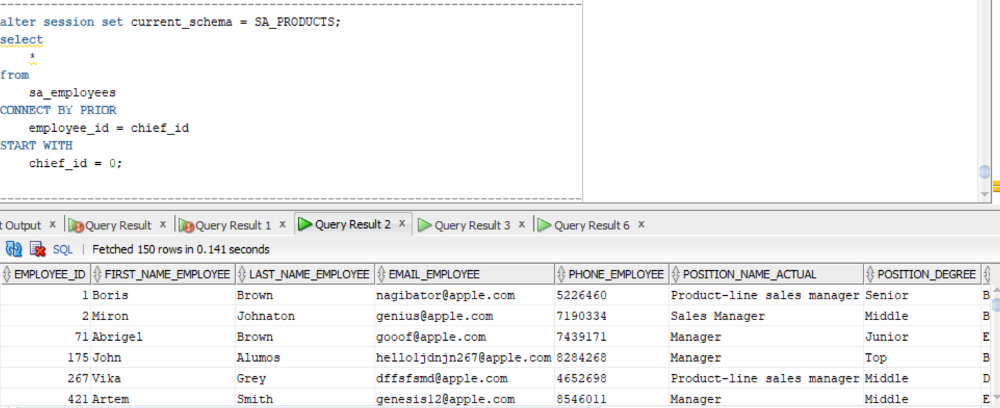 alter session set current_schema = SA_PRODUCTS;
select
*
from
sa_employees
CONNECT BY PRIOR
employee_id = chief_id
START WITH
chief_id = 0;
t Output x Query Result x Query Result 1 x Query Result 2 x Query Result 3 x Query Result 6 x
SQL | Fetched 150 rows in 0.141 seconds
EMPLOYEE_ID FIRST_NAME_EMPLOYEE LAST_NAME_EMPLOYEE EMAIL_EMPLOYEE PHONE_EMPLOYEE POSITION_NAME_ACTUAL POSITION_DEGREE
1 Boris Brown nagibator@apple.com 5226460 Product-line sales manager Senior B
2 Miron Johnaton genius@apple.com 7190334 Sales Manager Middle B
71 Abrigel Brown gooof@apple.com 7439171 Manager Junior E
175 John Alumos helloljdnjn267@apple.com 8284268 Manager Top B
267 Vika Grey dffsfsmd@apple.com 4652698 Product-line sales manager Middle D
421 Artem Smith genesis12@apple.com 8546011 Manager Middle E